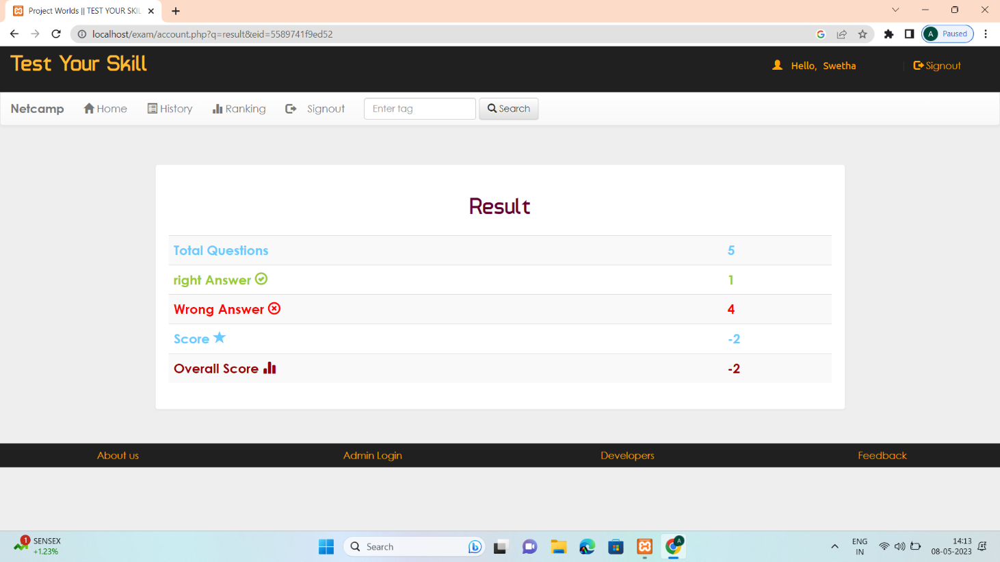 Project Worlds || TEST YOUR SKIL
localhost/exam/account.php?q=result&eid=5589741f9ed52
A Paused
Test Your Skill
Hello, Swetha
Signout
Netcamp Home History Ranking Signout Enter tag Search
Result
Total Questions 5
right Answer 1
Wrong Answer 4
Score -2
Overall Score -2
About us Admin Login Developers Feedback
1
SENSEX
+1.23%
Search
A
ENG
IN
14:13
08-05-2023